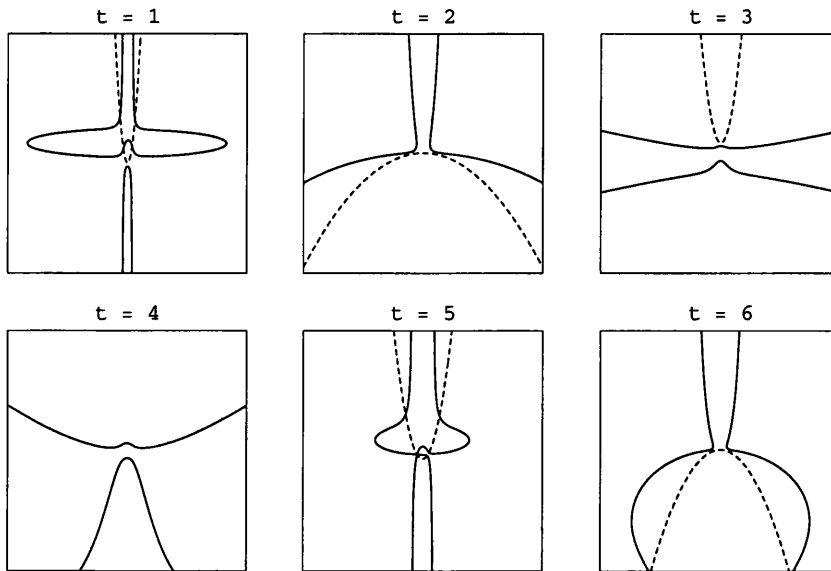 t = 1
t = 2
t = 3
t = 4
t = 5
t = 6